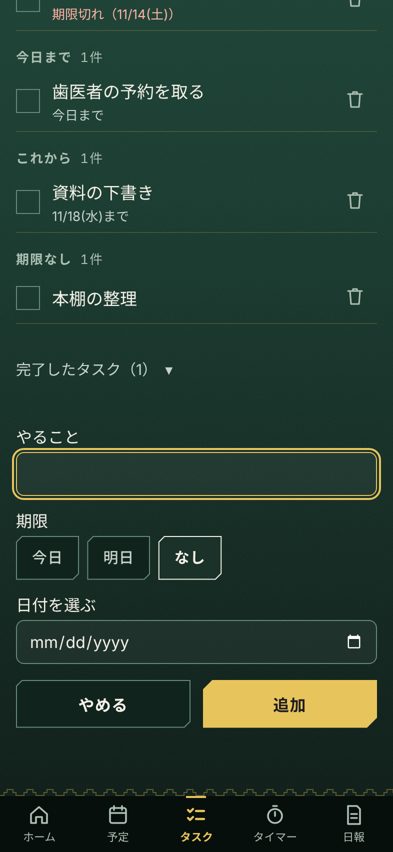 期限切れ（11/14(土)）
今日まで 1件
歯医者の予約を取る
今日まで
これから 1件
資料の下書き
11/18(水)まで
期限なし 1件
本棚の整理
完了したタスク（1） ▼
やること
期限
今日 明日 なし
日付を選ぶ
mm/dd/yyyy
やめる 追加
ホーム 予定 タスク タイマー 日報